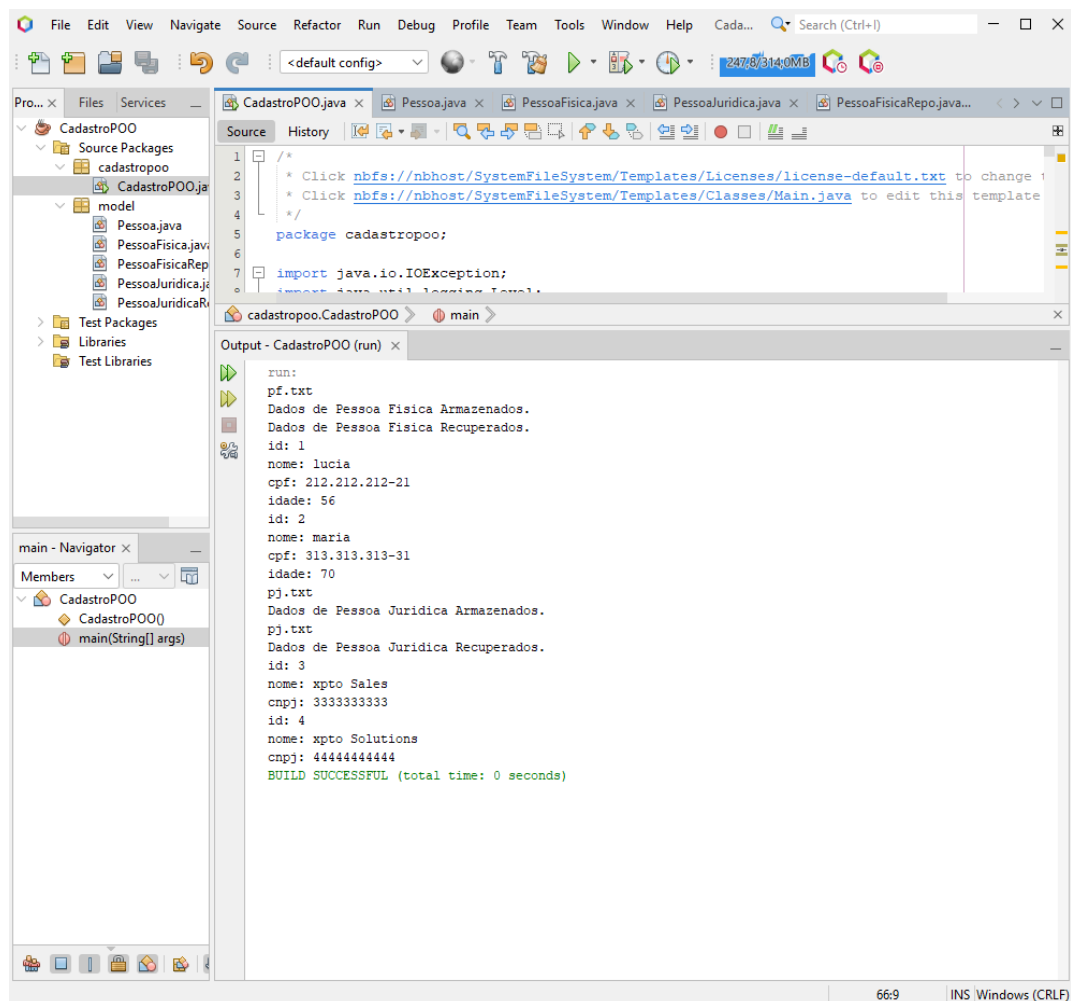 File Edit View Navigate Source Refactor Run Debug Profile Team Tools Window Help Cada... Search (Ctrl+I)
<default config> 247,8/314,0MB
Pro... Files Services
CadastroPOO
Source Packages
cadastropoo
CadastroPOO.ja
model
Pessoa.java
PessoaFisica.java
PessoaFisicaRep
PessoaJuridica.ja
PessoaJuridicaR
Test Packages
Libraries
Test Libraries
main - Navigator
Members ...
CadastroPOO
CadastroPOO()
main(String[] args)
CadastroPOO.java Pessoa.java PessoaFisica.java PessoaJuridica.java PessoaFisicaRepo.java...
Source History
1 /*
2 * Click nbfs://nbhost/SystemFileSystem/Templates/Licenses/license-default.txt to change
3 * Click nbfs://nbhost/SystemFileSystem/Templates/Classes/Main.java to edit this template
4 */
5 package cadastropoo;
6
7 import java.io.IOException;
8 import java.util.logging.Level;
cadastropoo.CadastroPOO main
Output - CadastroPOO (run)
run:
pf.txt
Dados de Pessoa Fisica Armazenados.
Dados de Pessoa Fisica Recuperados.
id: 1
nome: lucia
cpf: 212.212.212-21
idade: 56
id: 2
nome: maria
cpf: 313.313.313-31
idade: 70
pj.txt
Dados de Pessoa Juridica Armazenados.
pj.txt
Dados de Pessoa Juridica Recuperados.
id: 3
nome: xpto Sales
cnpj: 3333333333
id: 4
nome: xpto Solutions
cnpj: 44444444444
BUILD SUCCESSFUL (total time: 0 seconds)
66:9 INS Windows (CRLF)